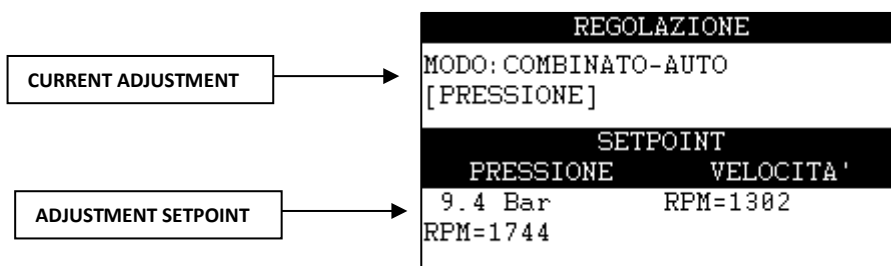 REGOLAZIONE
CURRENT ADJUSTMENT
MODO:COMBINATO-AUTO
[PRESSIONE]
SETPOINT
PRESSIONE VELOCITA'
ADJUSTMENT SETPOINT
9.4 Bar RPM=1302
RPM=1744